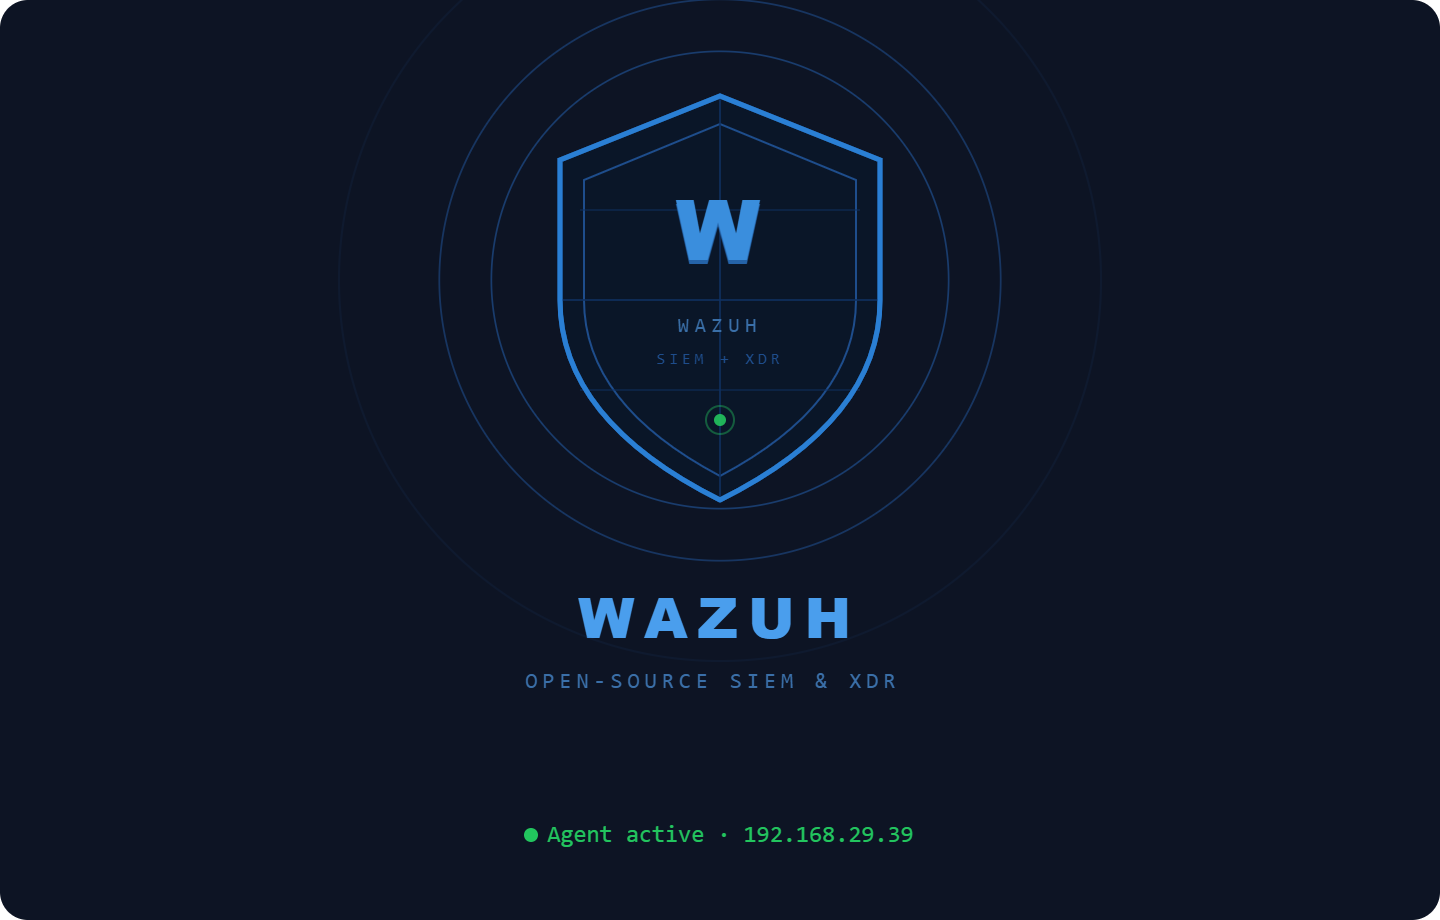 W
WAZUH
SIEM + XDR
WAZUH
OPEN-SOURCE SIEM & XDR
Agent active · 192.168.29.39